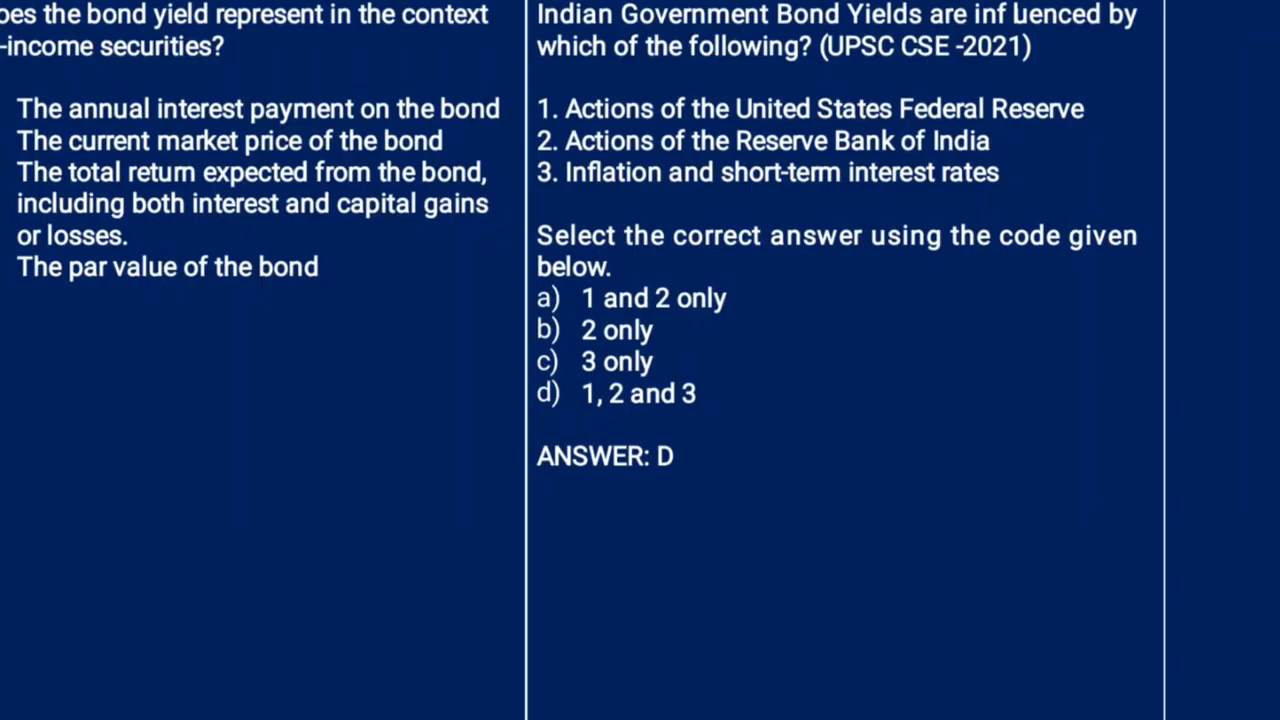 oes the bond yield represent in the context
-income securities?
The annual interest payment on the bond
The current market price of the bond
The total return expected from the bond,
including both interest and capital gains
or losses.
The par value of the bond
Indian Government Bond Yields are influenced by
which of the following? (UPSC CSE -2021)
1. Actions of the United States Federal Reserve
2. Actions of the Reserve Bank of India
3. Inflation and short-term interest rates
Select the correct answer using the code given
below.
a) 1 and 2 only
b) 2 only
c) 3 only
d) 1, 2 and 3
ANSWER: D